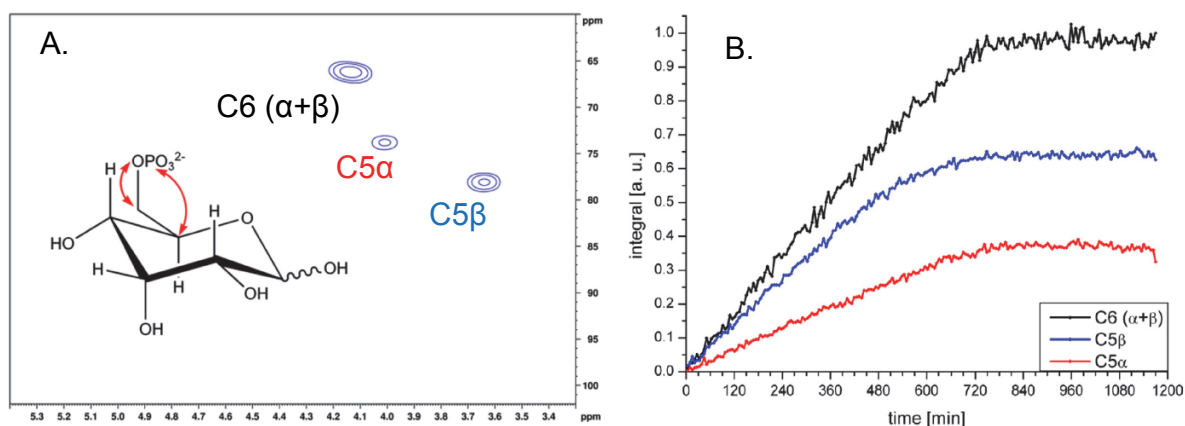 A.
ppm
65
70
75
80
85
90
95
100
C6 (α+β)
C5α
C5β
OPO₃²⁻
H
H
O
HO
H
OH
H
OH
OH
5.3 5.2 5.1 5.0 4.9 4.8 4.7 4.6 4.5 4.4 4.3 4.2 4.1 4.0 3.9 3.8 3.7 3.6 3.5 3.4 ppm
B.
integral [a. u.]
1.0
0.9
0.8
0.7
0.6
0.5
0.4
0.3
0.2
0.1
0.0
C6 (α+β)
C5β
C5α
0 120 240 360 480 600 720 840 960 1080 1200
time [min]